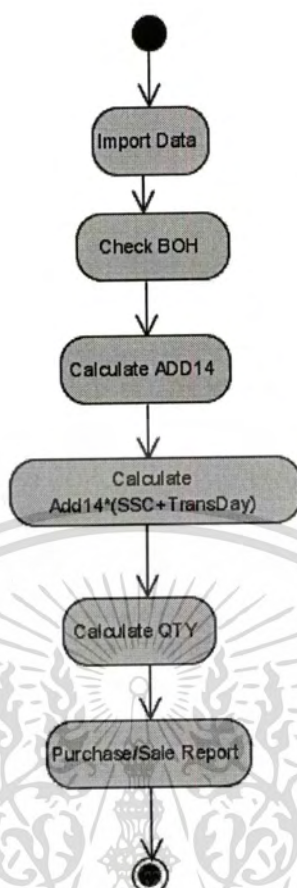 Import Data
Check BOH
Calculate ADD14
Calculate
Add14*(SSC+TransDay)
Calculate QTY
Purchase/Sale Report